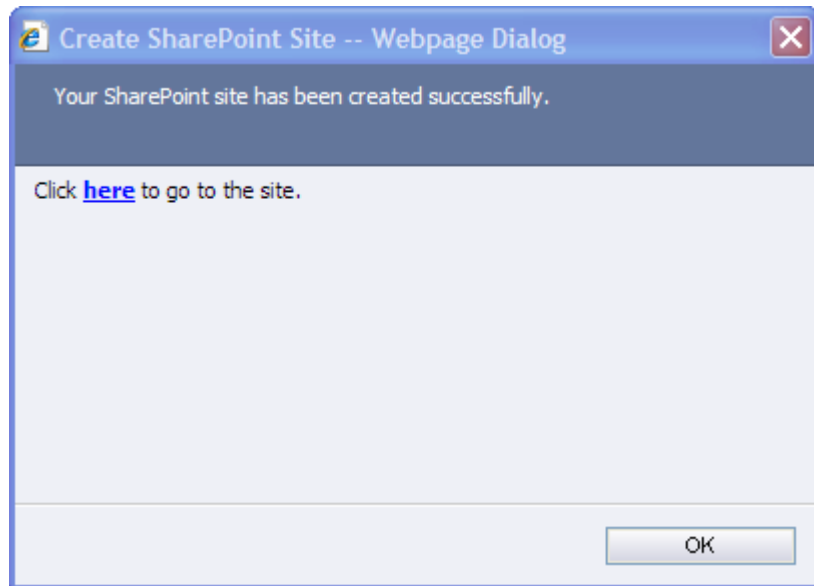 Create SharePoint Site -- Webpage Dialog
Your SharePoint site has been created successfully.
Click here to go to the site.
OK